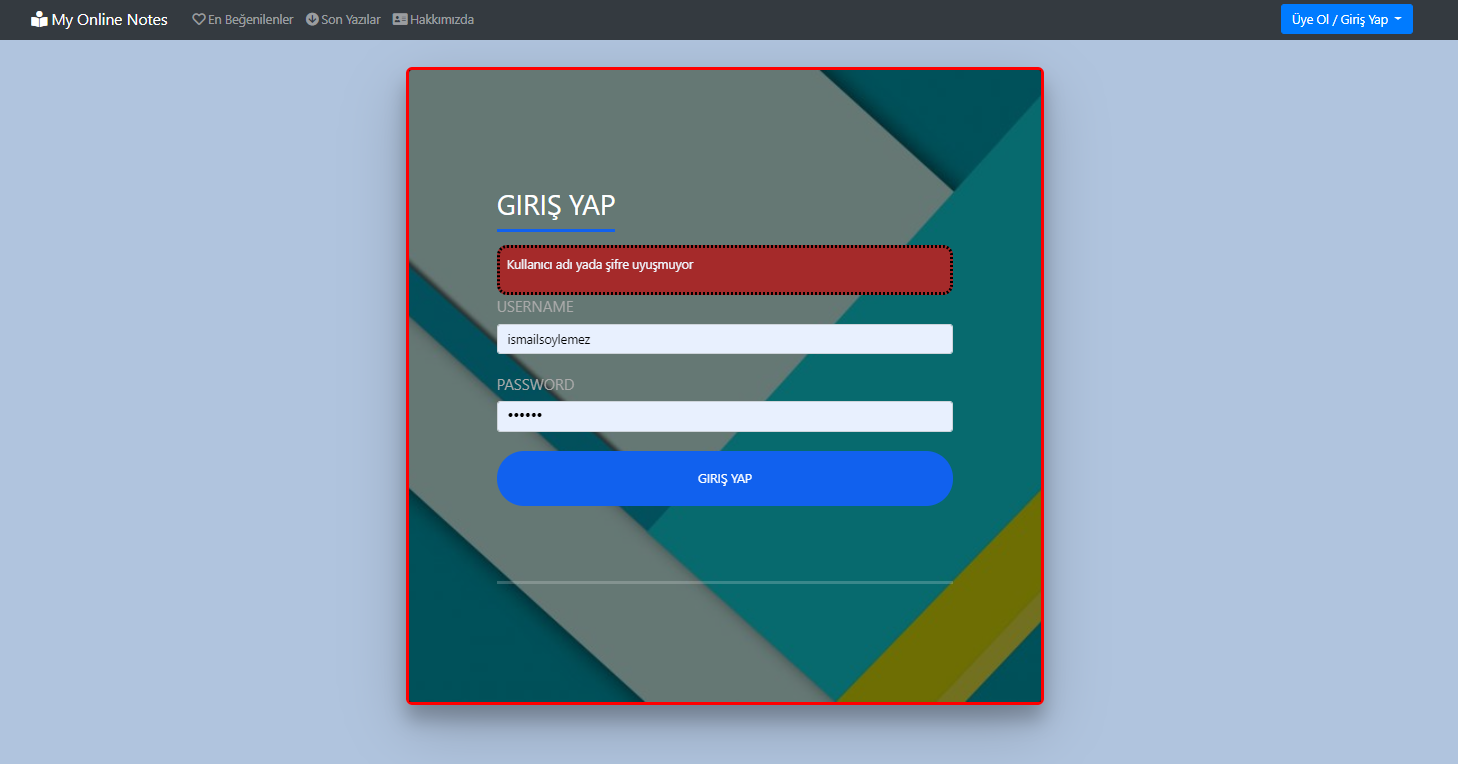 My Online Notes En Beğenilenler Son Yazılar Hakkımızda Üye Ol / Giriş Yap
GIRIŞ YAP
Kullanıcı adı yada şifre uyuşmuyor
USERNAME
ismailsoylemez
PASSWORD
••••••
GIRIŞ YAP